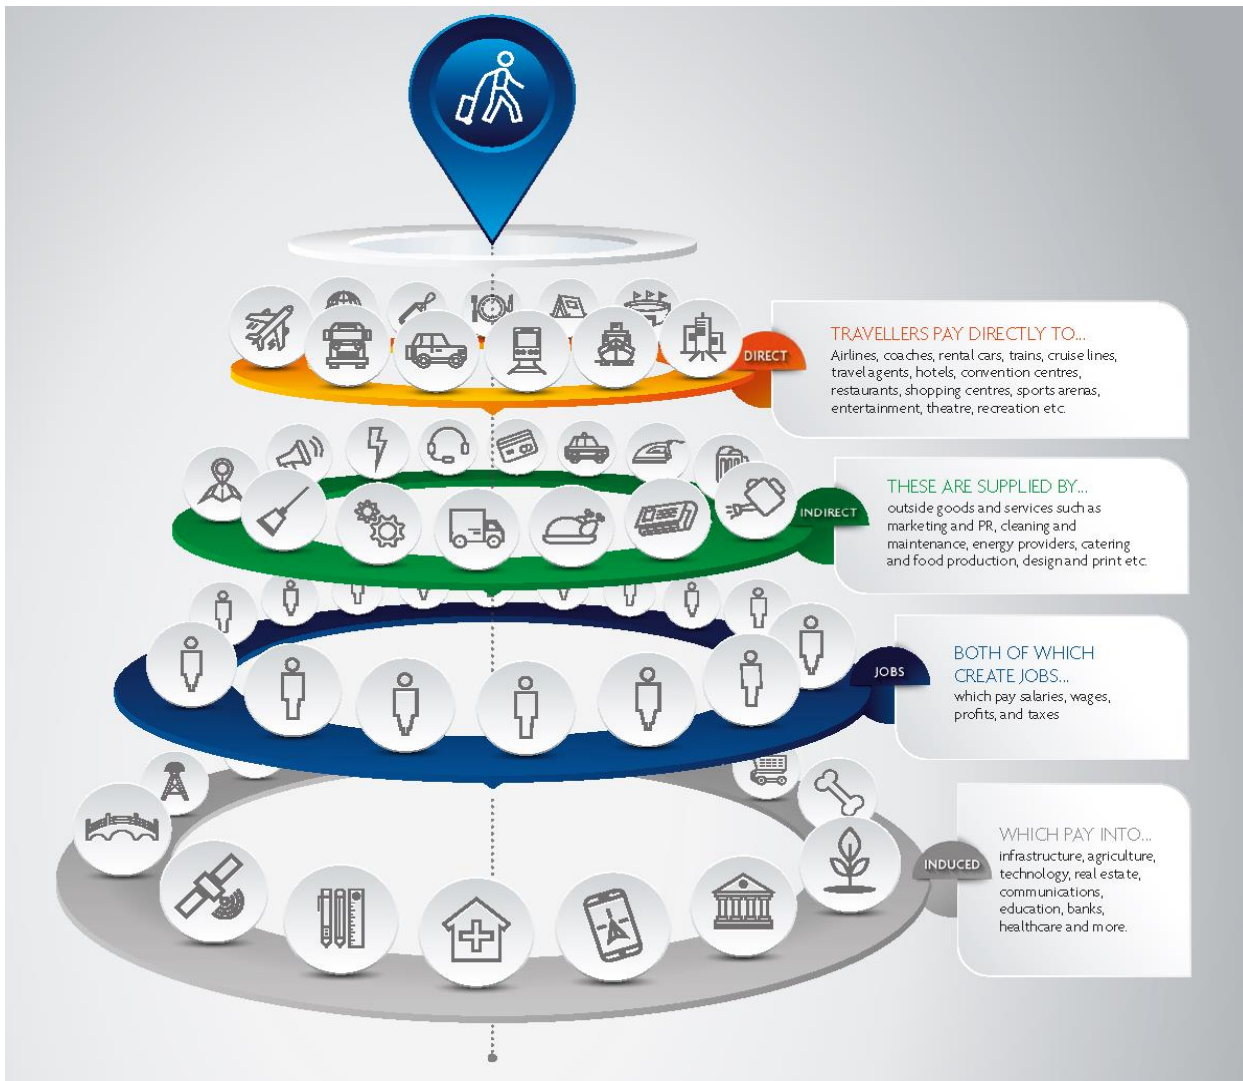 DIRECT
TRAVELLERS PAY DIRECTLY TO...
Airlines, coaches, rental cars, trains, cruise lines,
travel agents, hotels, convention centres,
restaurants, shopping centres, sports arenas,
entertainment, theatre, recreation etc.
INDIRECT
THESE ARE SUPPLIED BY...
outside goods and services such as
marketing and PR, cleaning and
maintenance, energy providers, catering
and food production, design and print etc.
JOBS
BOTH OF WHICH
CREATE JOBS...
which pay salaries, wages,
profits, and taxes
INDUCED
WHICH PAY INTO...
infrastructure, agriculture,
technology, real estate,
communications,
education, banks,
healthcare and more.